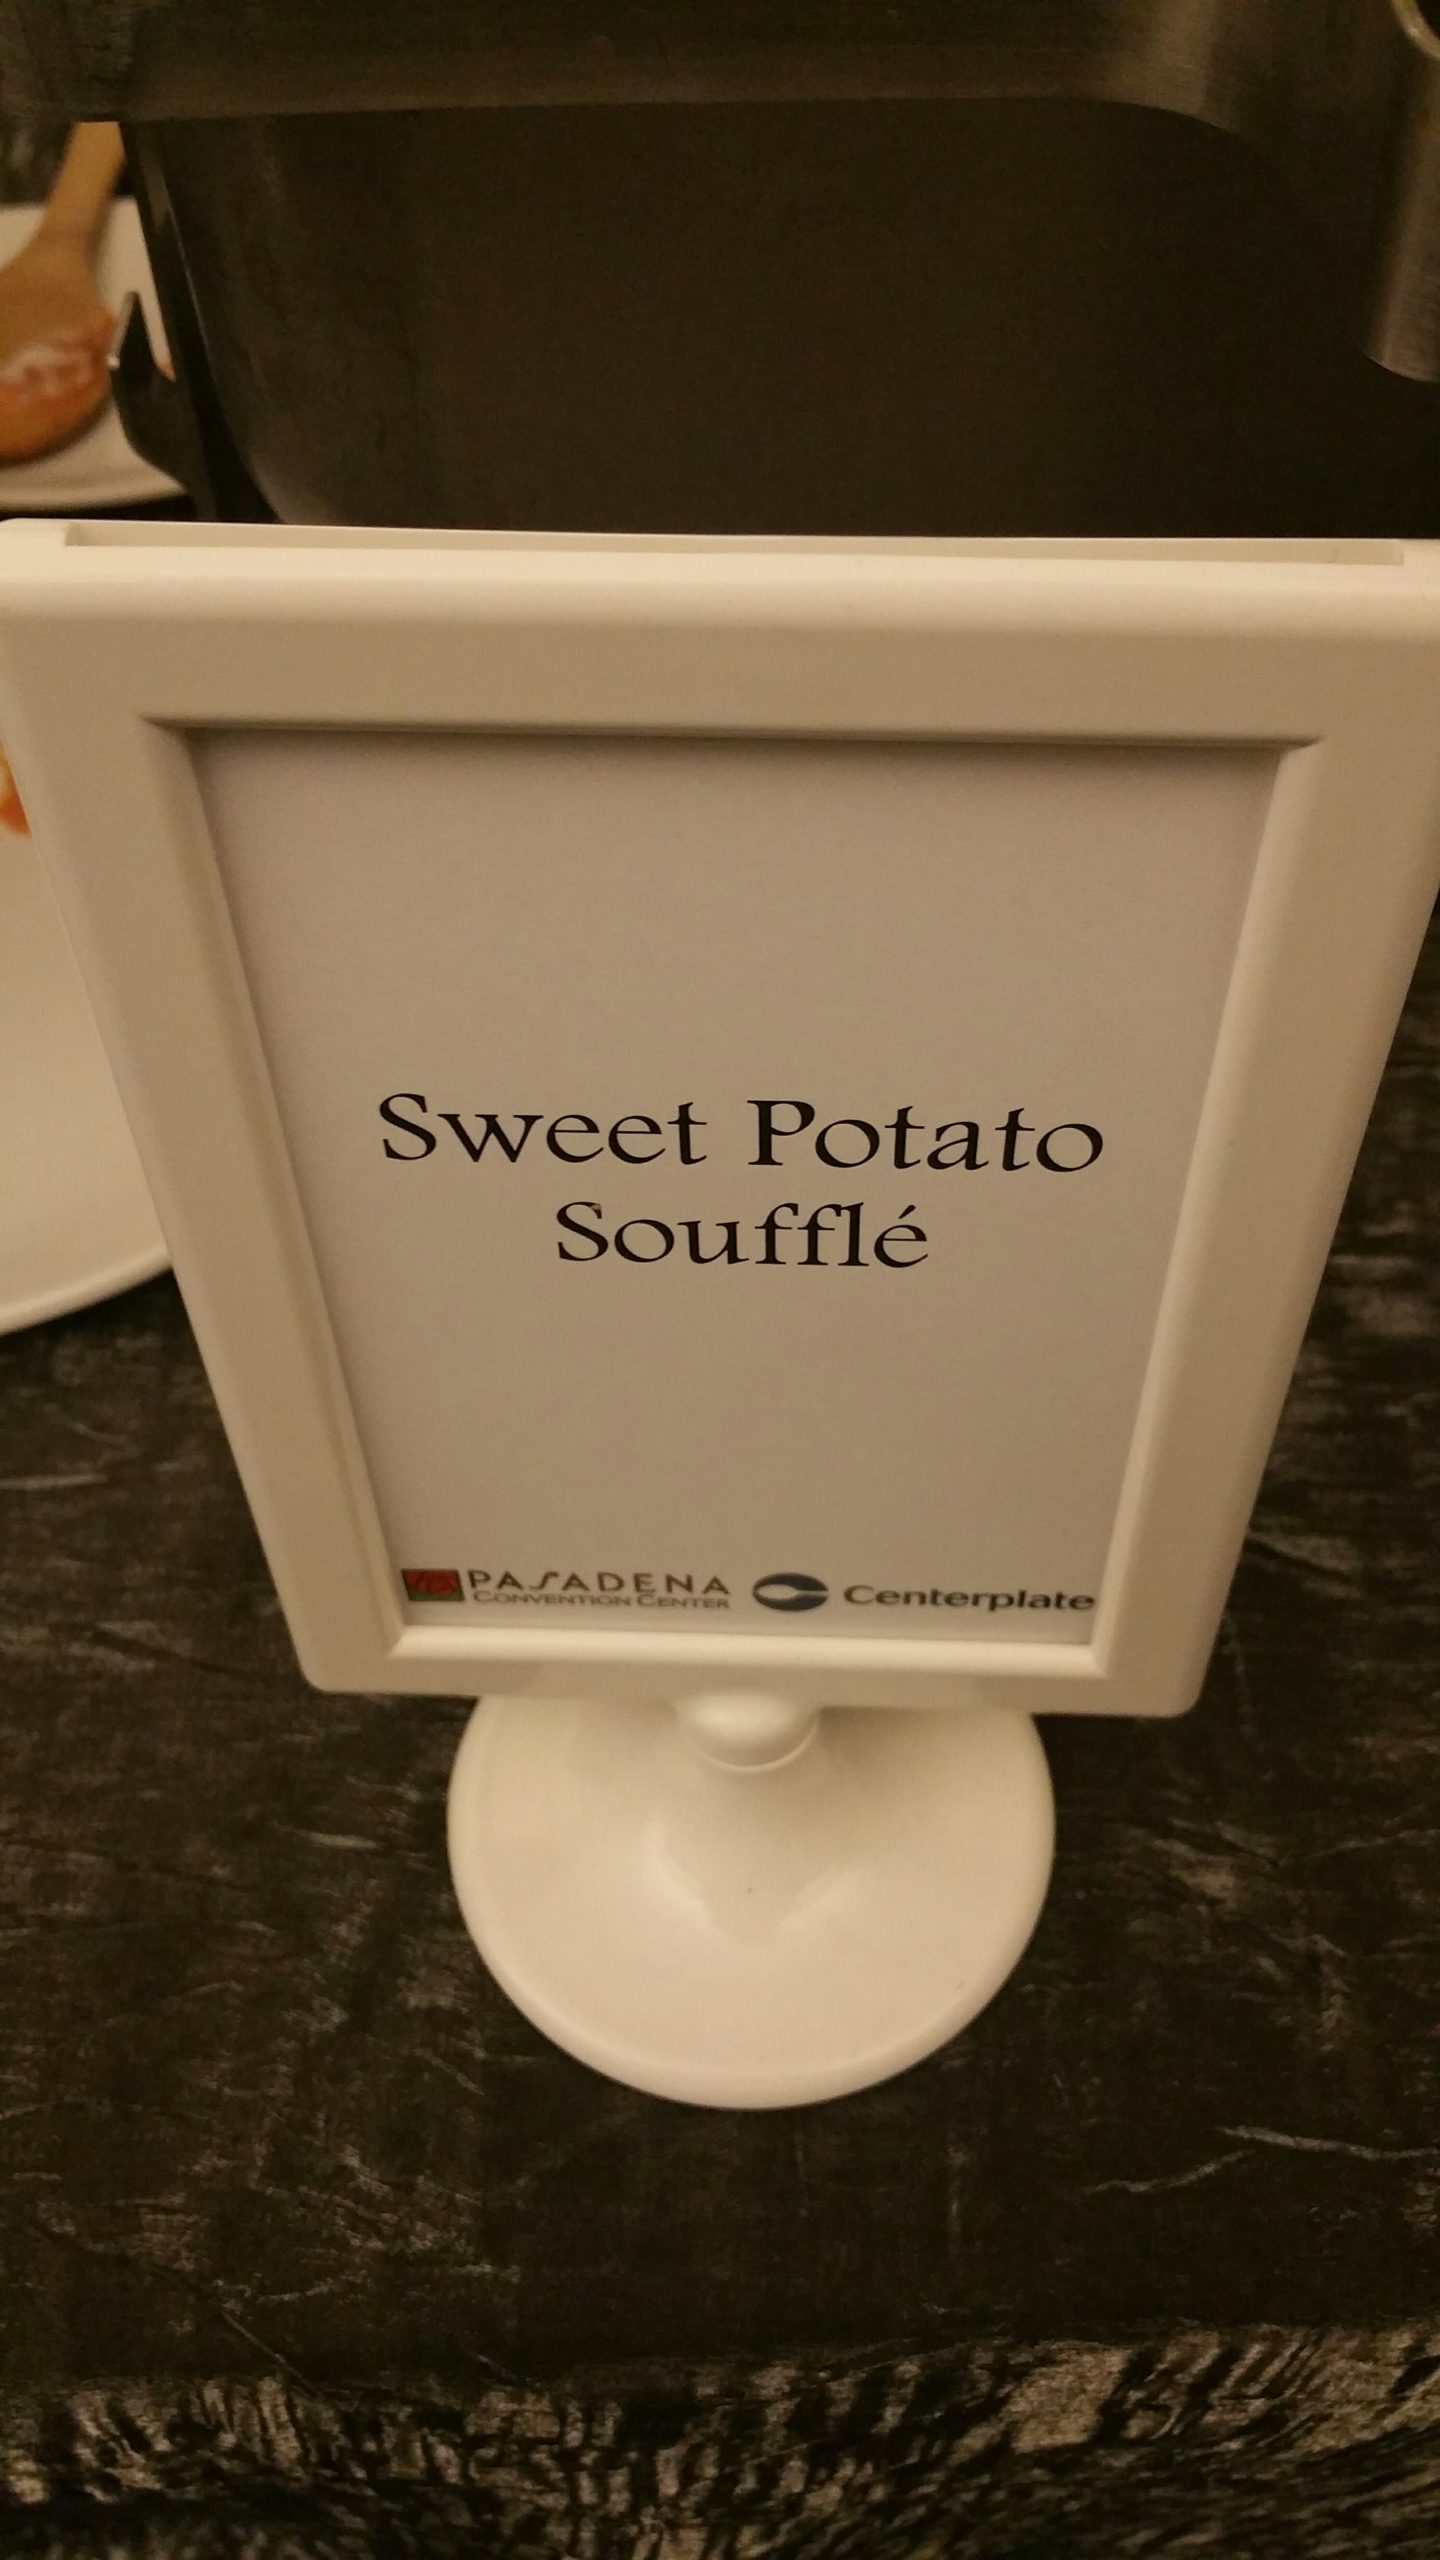 Sweet Potato
Soufflé
PASADENA
CONVENTION CENTER
Centerplate